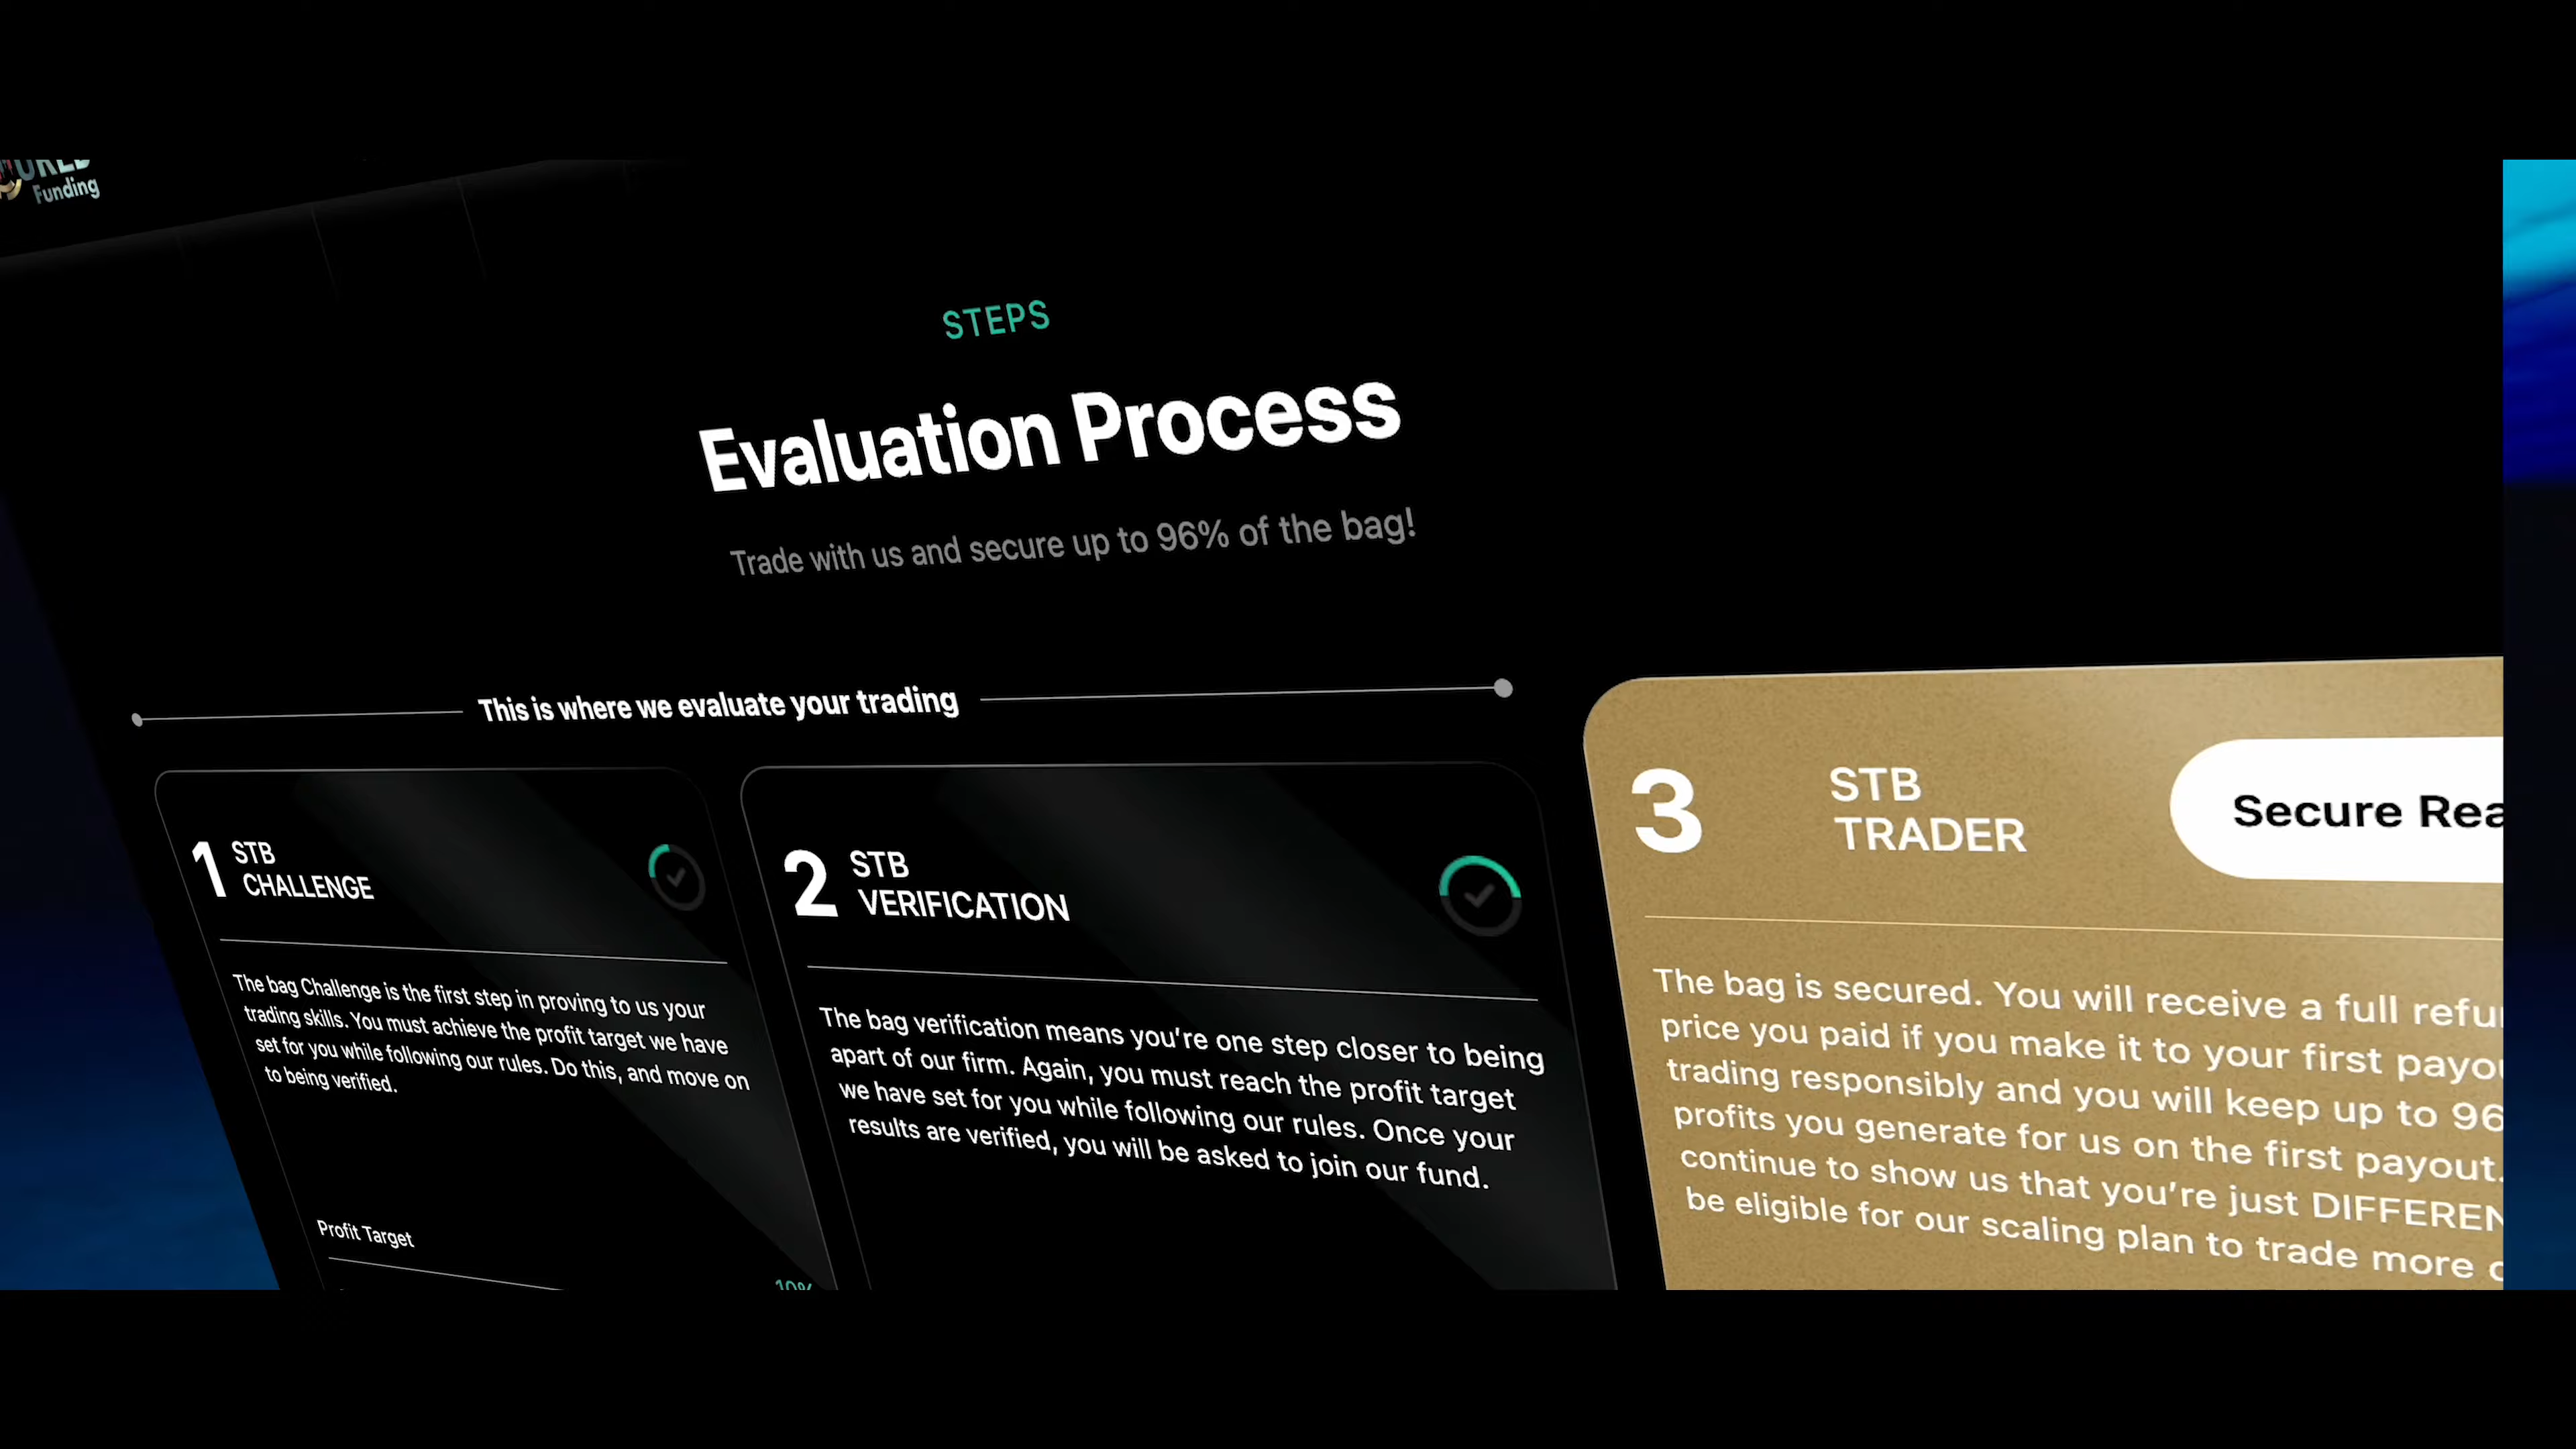 Funding
STEPS
Evaluation Process
Trade with us and secure up to 96% of the bag!
This is where we evaluate your trading
1 STB
CHALLENGE
The bag Challenge is the first step in proving to us your
trading skills. You must achieve the profit target we have
set for you while following our rules. Do this, and move on
to being verified.
Profit Target
10%
2 STB
VERIFICATION
The bag verification means you're one step closer to being
apart of our firm. Again, you must reach the profit target
we have set for you while following our rules. Once your
results are verified, you will be asked to join our fund.
3 STB
TRADER
Secure
The bag is secured. You will receive a full
price you paid if you make it to your first
trading responsibly and you will keep up to
profits you generate for us on the first payout.
continue to show us that you're just
be eligible for our scaling plan to trade more